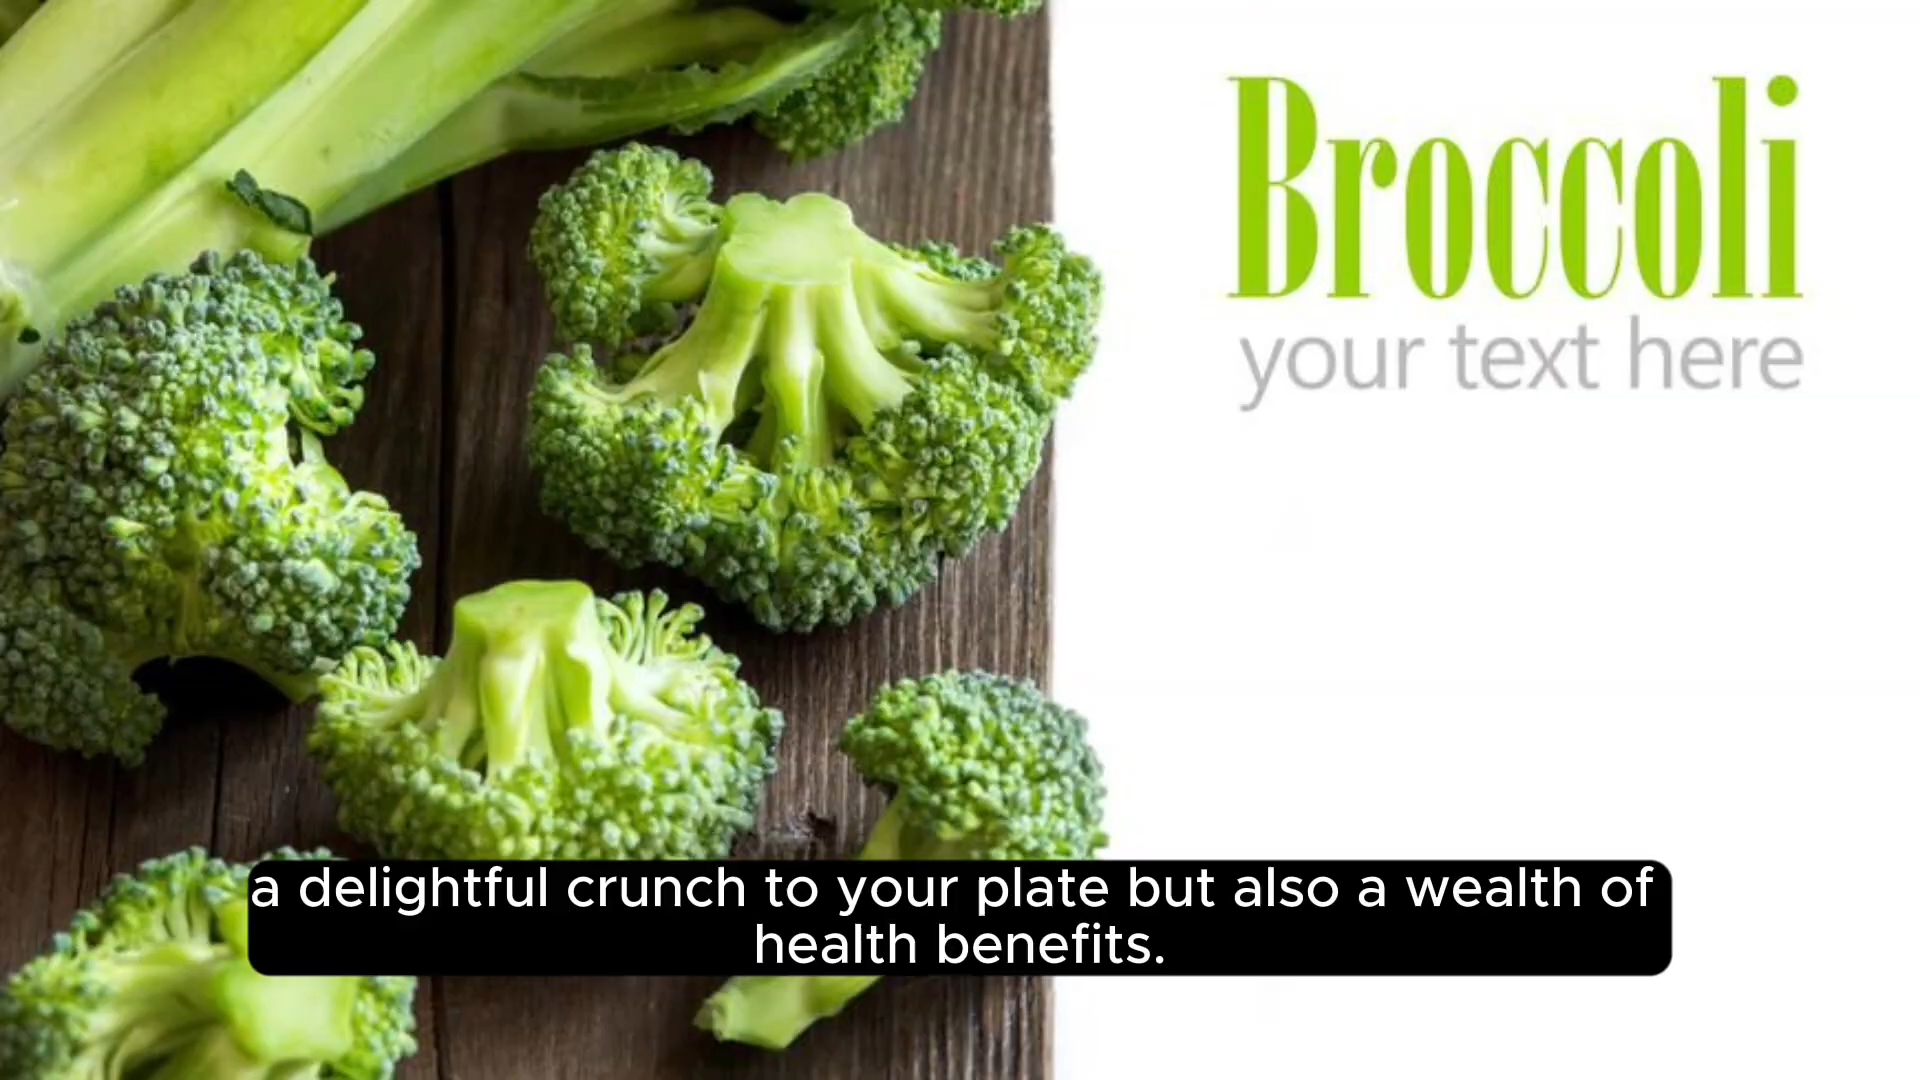 Broccoli
your text here
a delightful crunch to your plate but also a wealth of
health benefits.